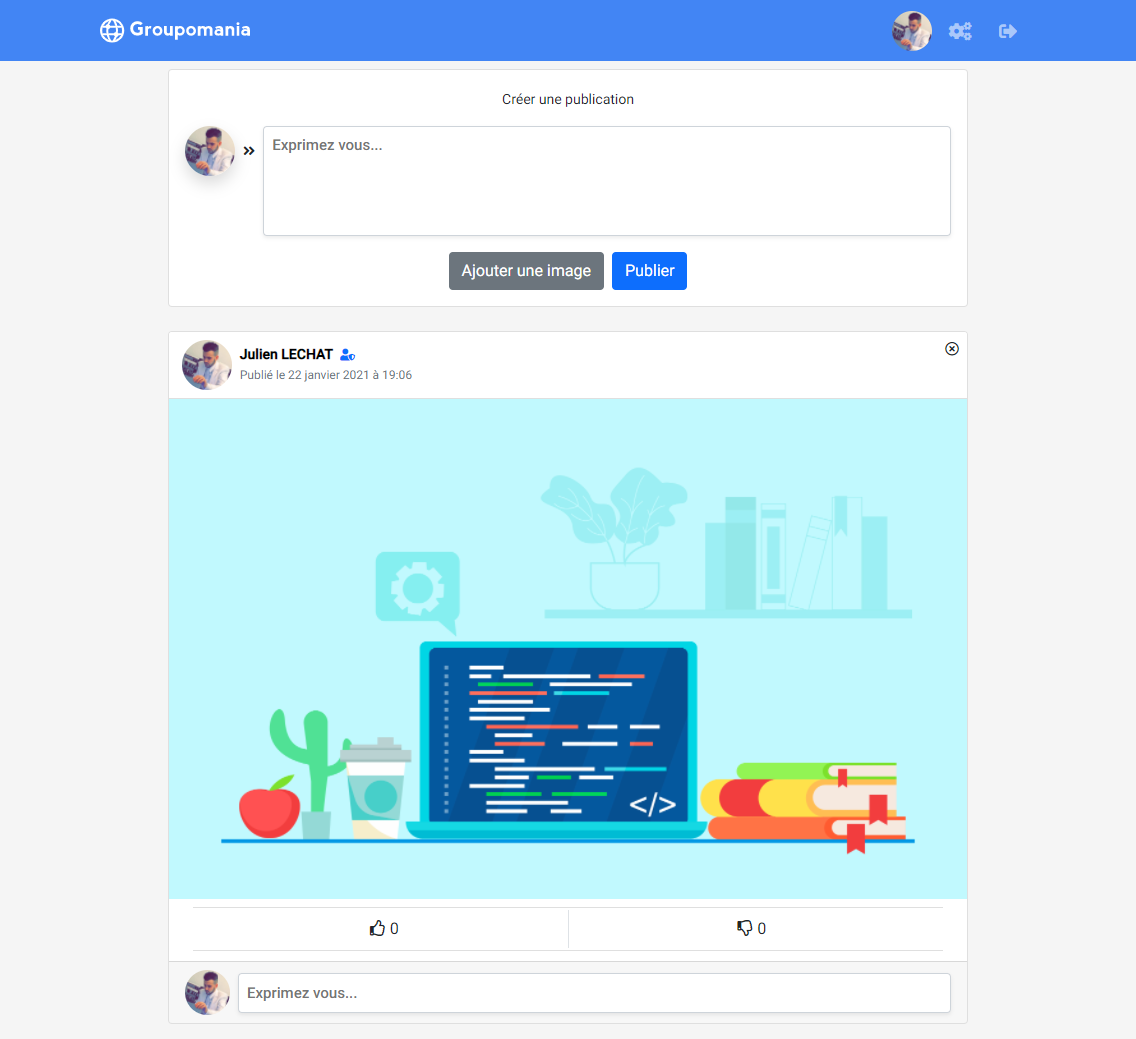 Groupomania
Créer une publication
Exprimez vous...
Ajouter une image
Publier
Julien LECHAT
Publié le 22 janvier 2021 à 19:06
</>
0
0
Exprimez vous...